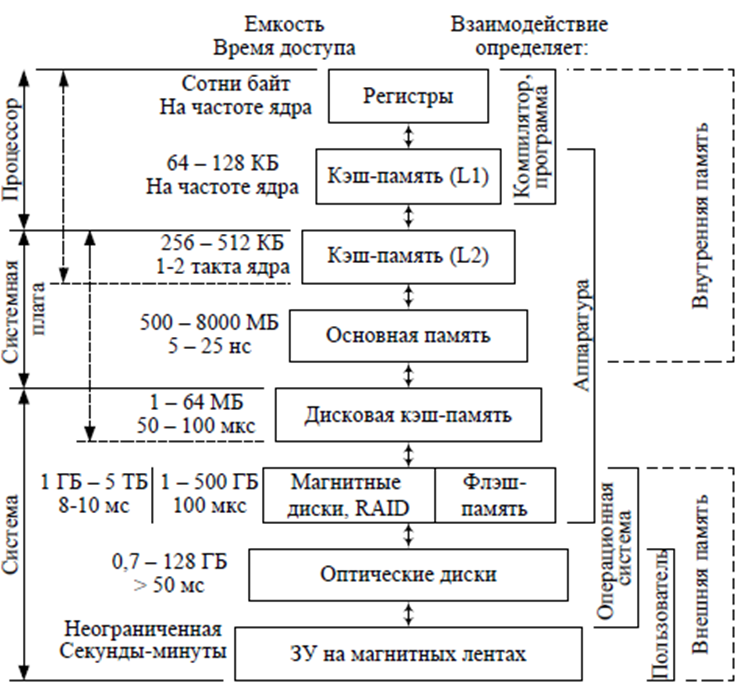 Емкость
Время доступа
Взаимодействие
определяет:
Сотни байт
На частоте ядра
Регистры
64 – 128 КБ
На частоте ядра
Кэш-память (L1)
256 – 512 КБ
1-2 такта ядра
Кэш-память (L2)
500 – 8000 МБ
5 – 25 нс
Основная память
1 – 64 МБ
50 – 100 мкс
Дисковая кэш-память
1 ГБ – 5 ТБ
8-10 мс
1 – 500 ГБ
100 мкс
Магнитные
диски, RAID
Флэш-
память
0,7 – 128 ГБ
> 50 мс
Оптические диски
Неограниченная
Секунды-минуты
ЗУ на магнитных лентах
Процессор
Системная
плата
Система
Компилятор,
программа
Аппаратура
Операционная
система
Пользователь
Внутренняя память
Внешняя память